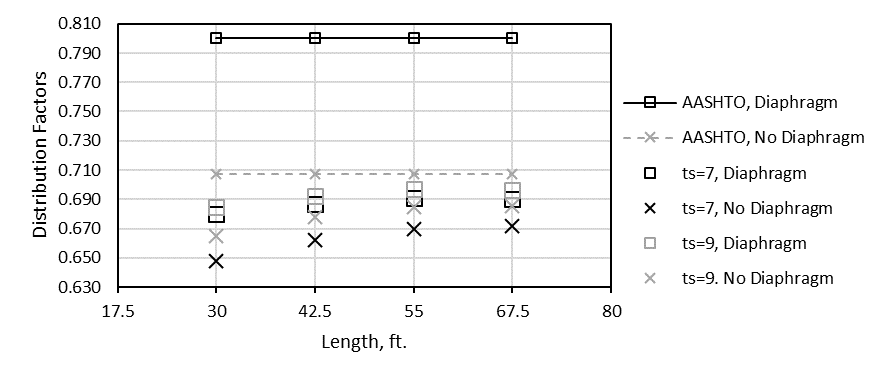 0.810
0.790
0.770
0.750
0.730
0.710
0.690
0.670
0.650
0.630
Distribution Factors
17.5 30 42.5 55 67.5 80
Length, ft.
AASHTO, Diaphragm
AASHTO, No Diaphragm
ts=7, Diaphragm
ts=7, No Diaphragm
ts=9, Diaphragm
ts=9. No Diaphragm